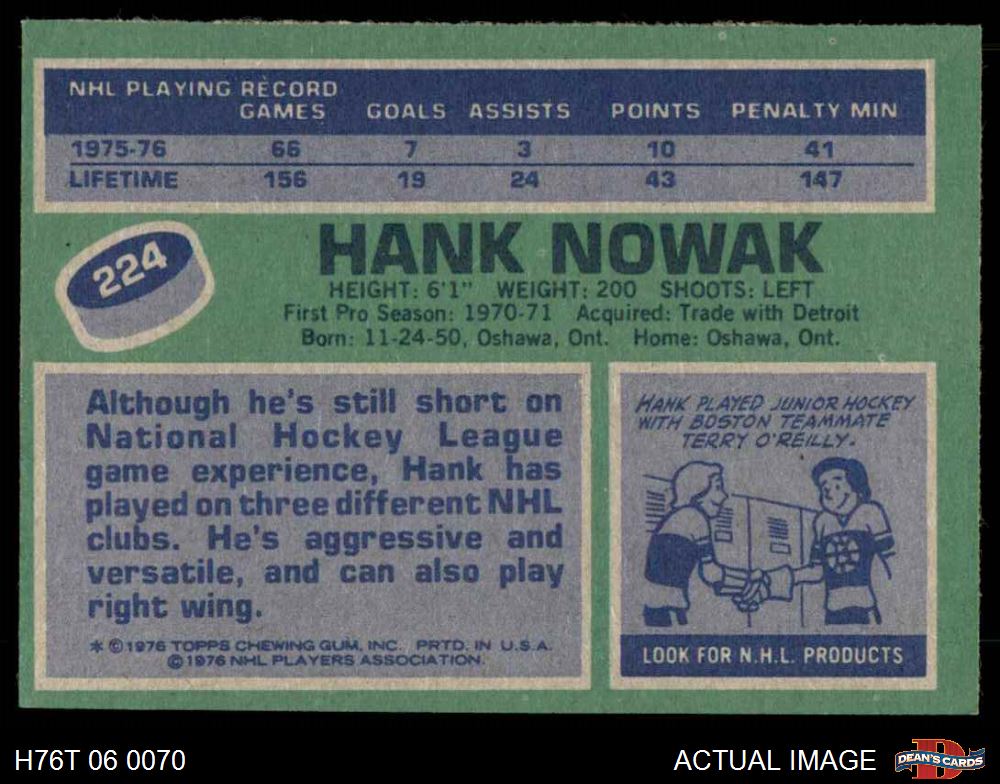 NHL PLAYING RECORD
GAMES GOALS ASSISTS POINTS PENALTY MIN
1975-76 66 7 3 10 41
LIFETIME 156 19 24 43 147
224
HANK NOWAK
HEIGHT: 6'1" WEIGHT: 200 SHOOTS: LEFT
First Pro Season: 1970-71 Acquired: Trade with Detroit
Born: 11-24-50, Oshawa, Ont. Home: Oshawa, Ont.
Although he's still short on
National Hockey League
game experience, Hank has
played on three different NHL
clubs. He's aggressive and
versatile, and can also play
right wing.
* © 1976 TOPPS CHEWING GUM, INC. PRTD. IN U.S.A.
© 1976 NHL PLAYERS ASSOCIATION.
HANK PLAYED JUNIOR HOCKEY
WITH BOSTON TEAMMATE
TERRY O'REILLY.
LOOK FOR N.H.L. PRODUCTS
H76T 06 0070
ACTUAL IMAGE
D
DEAN'S CARDS